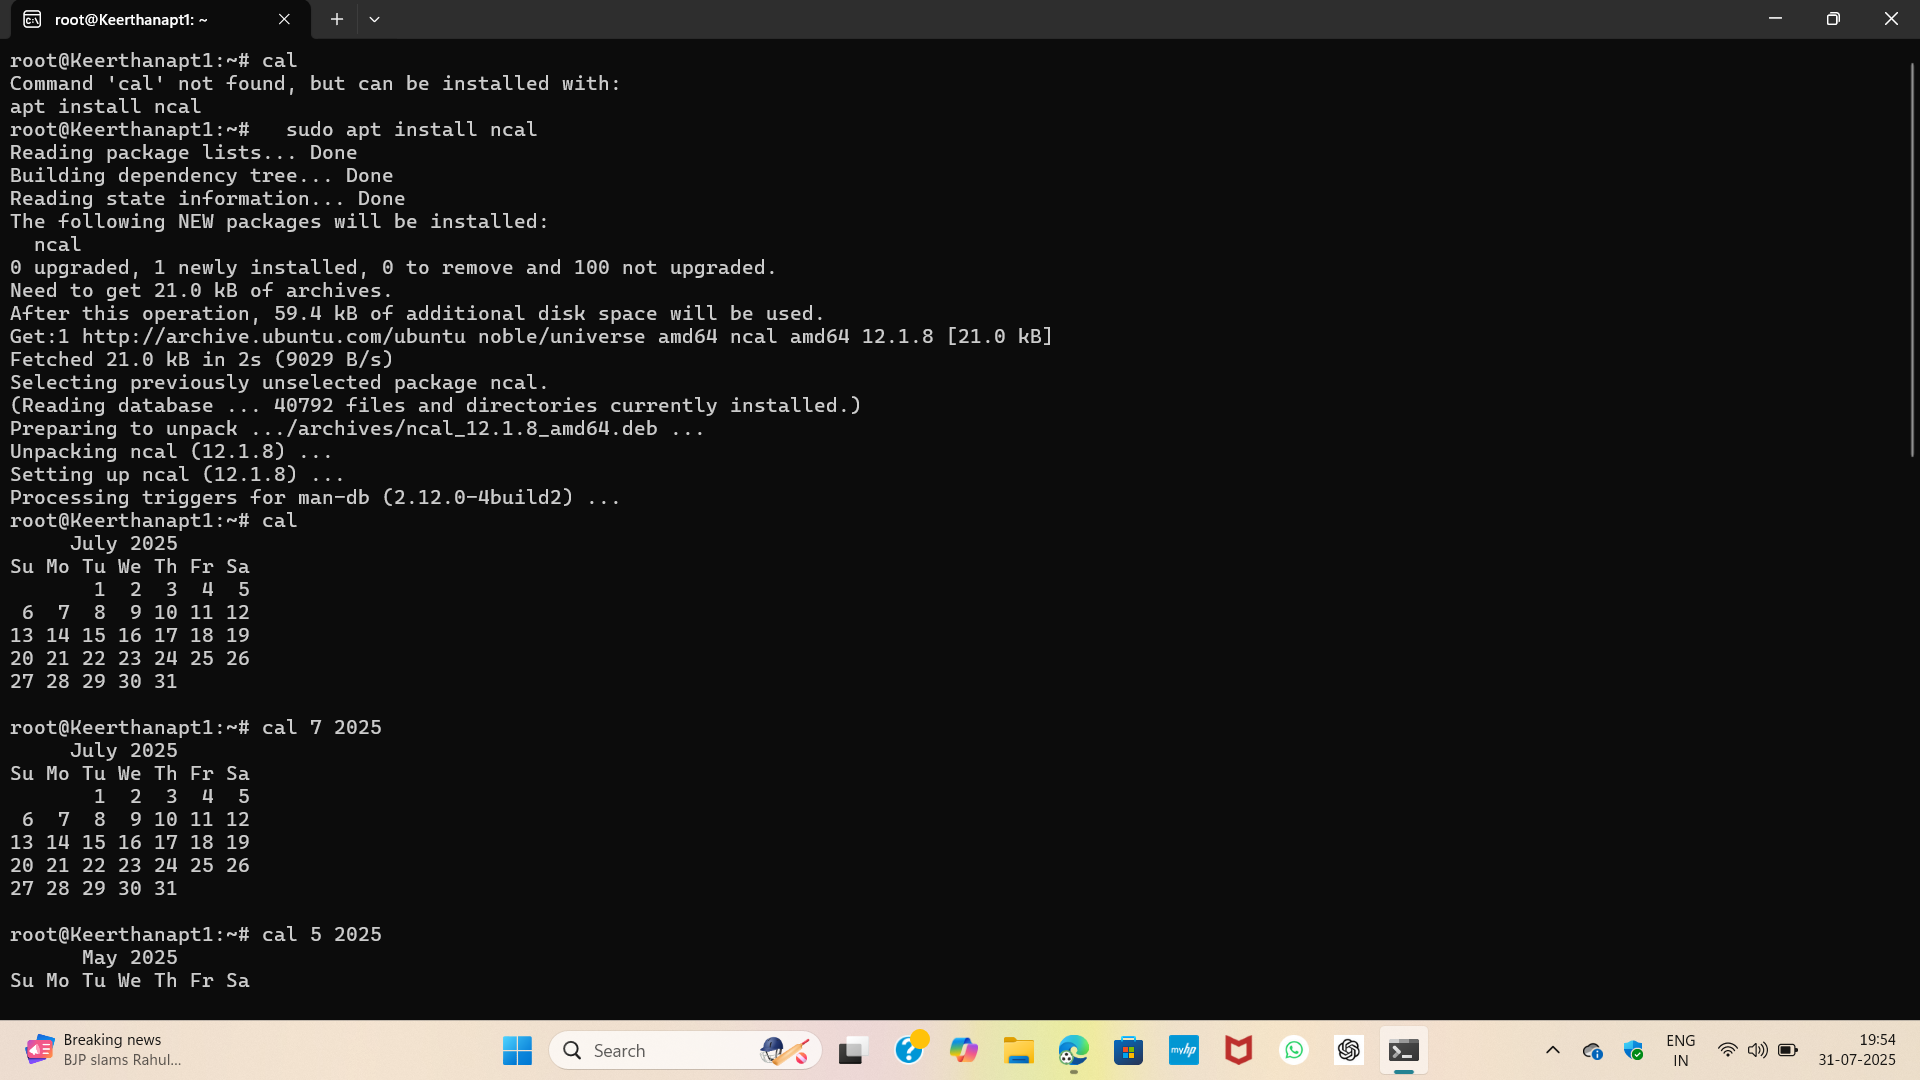 root@Keerthanapt1: ~
root@Keerthanapt1:~# cal
Command 'cal' not found, but can be installed with:
apt install ncal
root@Keerthanapt1:~#   sudo apt install ncal
Reading package lists... Done
Building dependency tree... Done
Reading state information... Done
The following NEW packages will be installed:
  ncal
0 upgraded, 1 newly installed, 0 to remove and 100 not upgraded.
Need to get 21.0 kB of archives.
After this operation, 59.4 kB of additional disk space will be used.
Get:1 http://archive.ubuntu.com/ubuntu noble/universe amd64 ncal amd64 12.1.8 [21.0 kB]
Fetched 21.0 kB in 2s (9029 B/s)
Selecting previously unselected package ncal.
(Reading database ... 40792 files and directories currently installed.)
Preparing to unpack .../archives/ncal_12.1.8_amd64.deb ...
Unpacking ncal (12.1.8) ...
Setting up ncal (12.1.8) ...
Processing triggers for man-db (2.12.0-4build2) ...
root@Keerthanapt1:~# cal
     July 2025
Su Mo Tu We Th Fr Sa
       1  2  3  4  5
 6  7  8  9 10 11 12
13 14 15 16 17 18 19
20 21 22 23 24 25 26
27 28 29 30 31
root@Keerthanapt1:~# cal 7 2025
     July 2025
Su Mo Tu We Th Fr Sa
       1  2  3  4  5
 6  7  8  9 10 11 12
13 14 15 16 17 18 19
20 21 22 23 24 25 26
27 28 29 30 31
root@Keerthanapt1:~# cal 5 2025
      May 2025
Su Mo Tu We Th Fr Sa
Breaking news
BJP slams Rahul...
Search
myhp
ENG
IN
19:54
31-07-2025